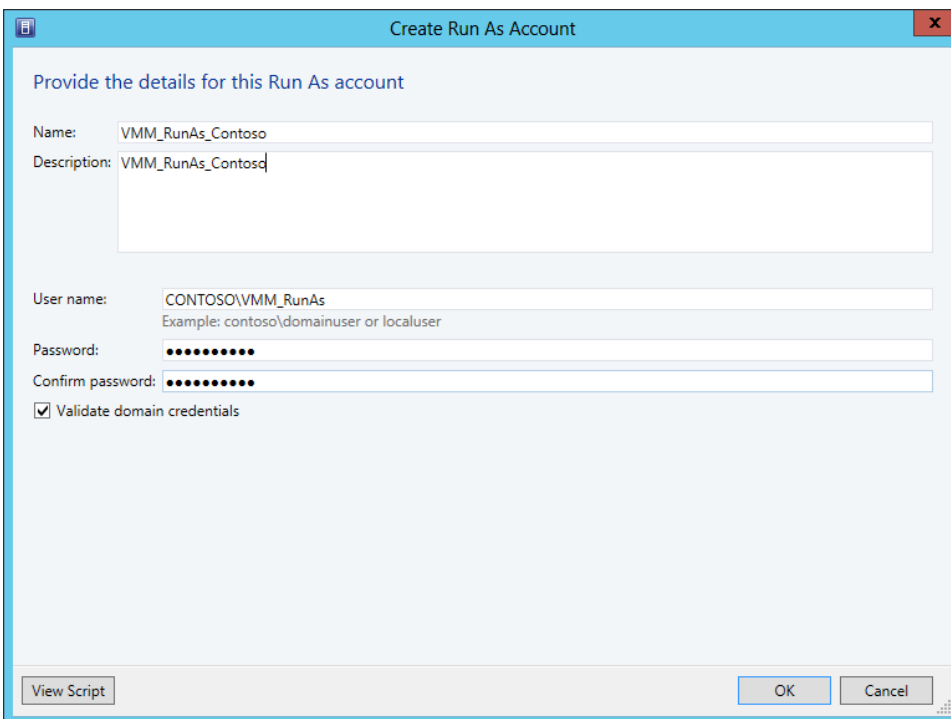 Create Run As Account
x
Provide the details for this Run As account
Name: VMM_RunAs_Contoso
Description: VMM_RunAs_Contoso
User name: CONTOSO\VMM_RunAs
Example: contoso\domainuser or localuser
Password: ●●●●●●●●●●
Confirm password: ●●●●●●●●●●
Validate domain credentials
View Script OK Cancel